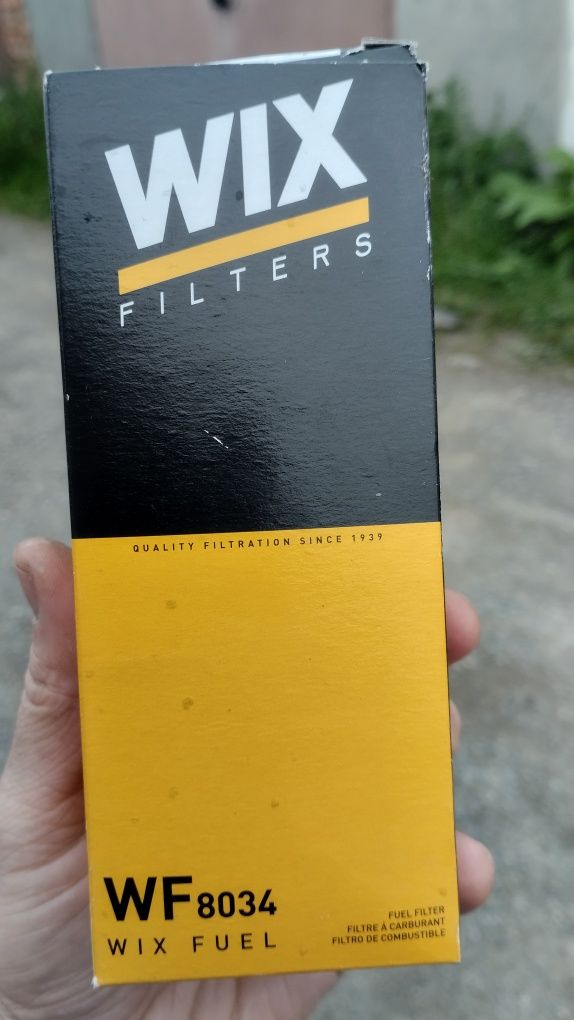 WIX
FILTERS
QUALITY FILTRATION SINCE 1939
WF8034
WIX FUEL
FUEL FILTER
FILTRE À CARBURANT
FILTRO DE COMBUSTIBLE